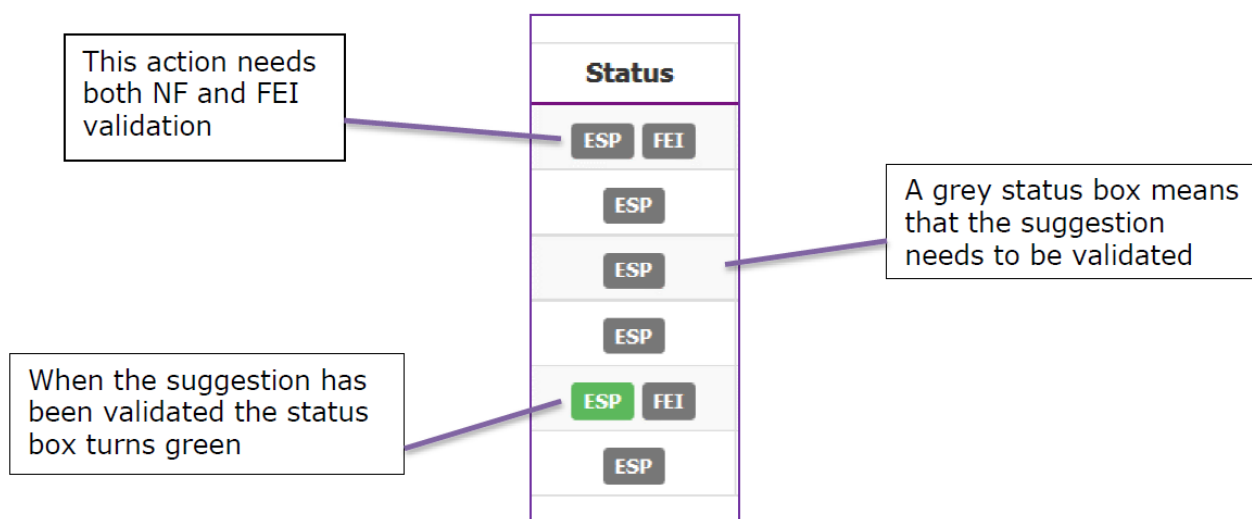 This action needs
both NF and FEI
validation
Status
ESP FEI
ESP
ESP
ESP
ESP FEI
ESP
A grey status box means
that the suggestion
needs to be validated
When the suggestion has
been validated the status
box turns green